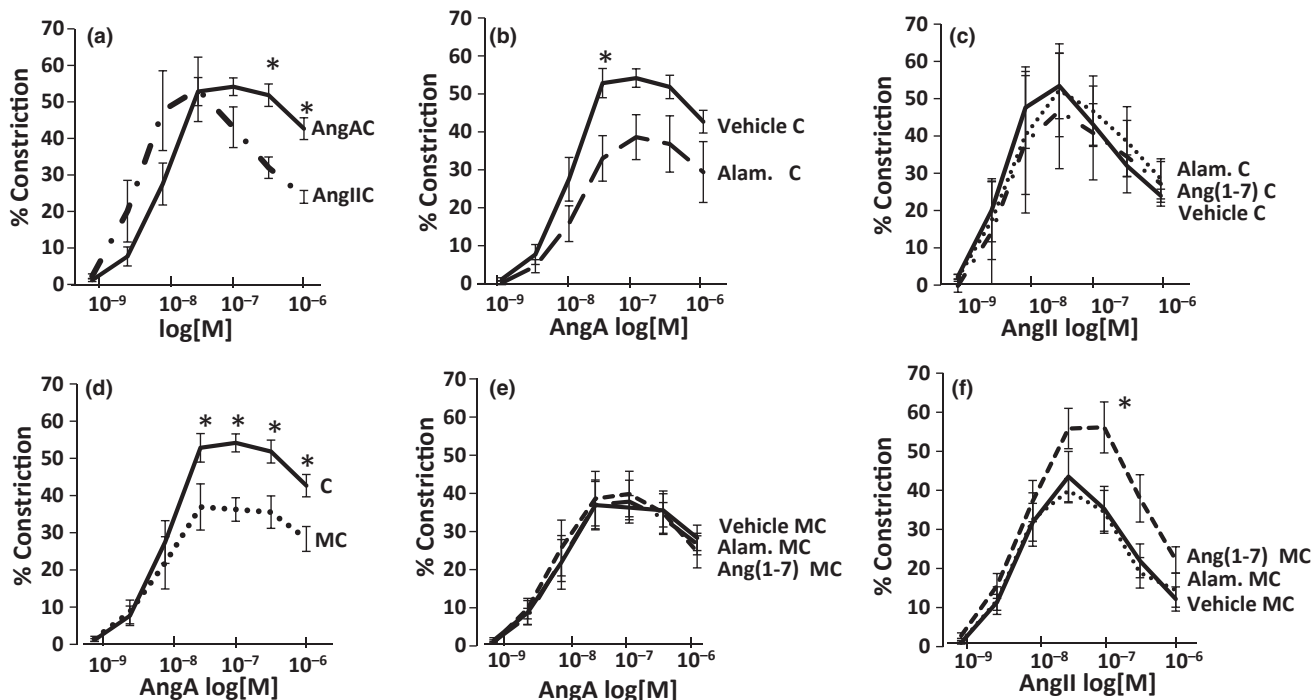 (a)
% Constriction
70
60
50
40
30
20
10
0
* *
AngAC
AngIIC
10⁻⁹ 10⁻⁸ 10⁻⁷ 10⁻⁶
log[M]
(b)
% Constriction
70
60
50
40
30
20
10
0
*
Vehicle C
Alam. C
10⁻⁹ 10⁻⁸ 10⁻⁷ 10⁻⁶
AngA log[M]
(c)
% Constriction
70
60
50
40
30
20
10
0
Alam. C
Ang(1-7) C
Vehicle C
10⁻⁹ 10⁻⁸ 10⁻⁷ 10⁻⁶
AngII log[M]
(d)
% Constriction
70
60
50
40
30
20
10
0
* * * *
C
MC
10⁻⁹ 10⁻⁸ 10⁻⁷ 10⁻⁶
AngA log[M]
(e)
% Constriction
70
60
50
40
30
20
10
0
Vehicle MC
Alam. MC
Ang(1-7) MC
10⁻⁹ 10⁻⁸ 10⁻⁷ 10⁻⁶
AngA log[M]
(f)
% Constriction
70
60
50
40
30
20
10
0
*
Ang(1-7) MC
Alam. MC
Vehicle MC
10⁻⁹ 10⁻⁸ 10⁻⁷ 10⁻⁶
AngII log[M]